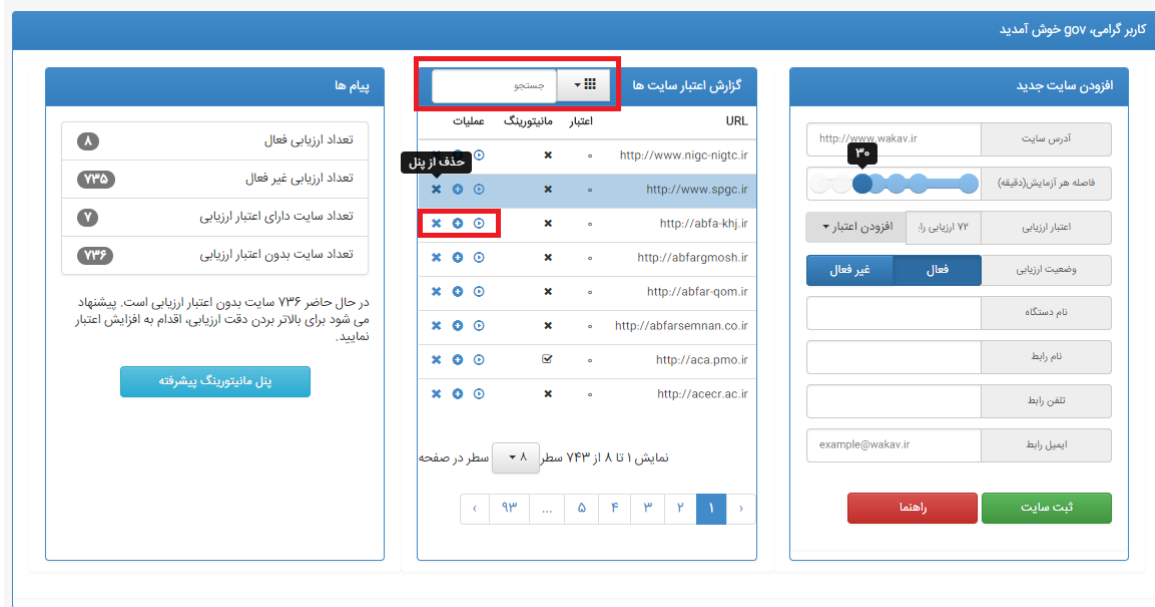 کاربر گرامی، gov خوش آمدید
افزودن سایت جدید
آدرس سایت
http://www.wakav.ir
۳۰
فاصله هر آزمایش(دقیقه)
اعتبار ارزیابی
۷۲ ارزیابی را
افزودن اعتبار
وضعیت ارزیابی
فعال
غیر فعال
نام دستگاه
نام رابط
تلفن رابط
ایمیل رابط
example@wakav.ir
ثبت سایت
راهنما
گزارش اعتبار سایت ها
جستجو
URL اعتبار مانیتورینگ عملیات
http://www.nigc-nigtc.ir ۰
حذف از پنل
http://www.spgc.ir ۰
http://abfa-khj.ir ۰
http://abfargmosh.ir ۰
http://abfar-qom.ir ۰
http://abfarsemnan.co.ir ۰
http://aca.pmo.ir ۰
http://acecr.ac.ir ۰
نمایش ۱ تا ۸ از ۷۴۳ سطر ۸ سطر در صفحه
‹ ۱ ۲ ۳ ۴ ۵ ... ۹۳ ›
پیام ها
تعداد ارزیابی فعال ۸
تعداد ارزیابی غیر فعال ۷۳۵
تعداد سایت دارای اعتبار ارزیابی ۷
تعداد سایت بدون اعتبار ارزیابی ۷۳۶
در حال حاضر ۷۳۶ سایت بدون اعتبار ارزیابی است. پیشنهاد
می شود برای بالاتر بردن دقت ارزیابی، اقدام به افزایش اعتبار
نمایید.
پنل مانیتورینگ پیشرفته